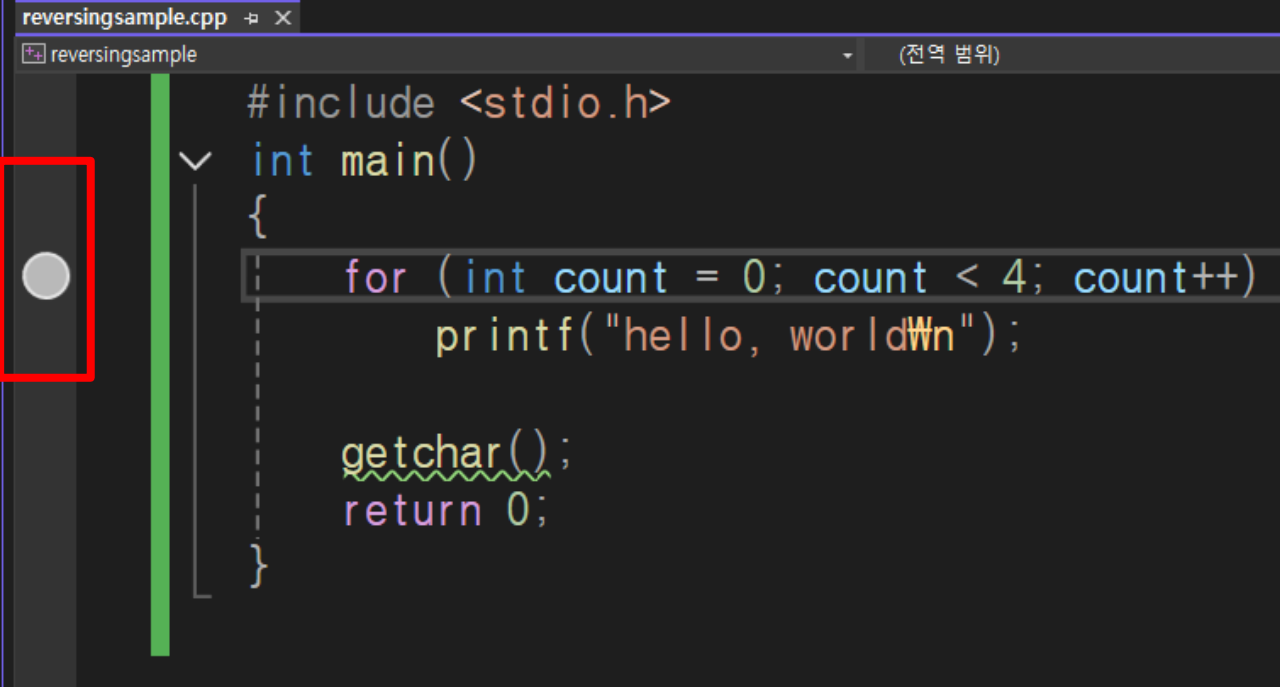 reversingsample.cpp
reversingsample (전역 범위)
#include <stdio.h>
int main()
{
for (int count = 0; count < 4; count++)
printf("hello, world₩n");
getchar();
return 0;
}